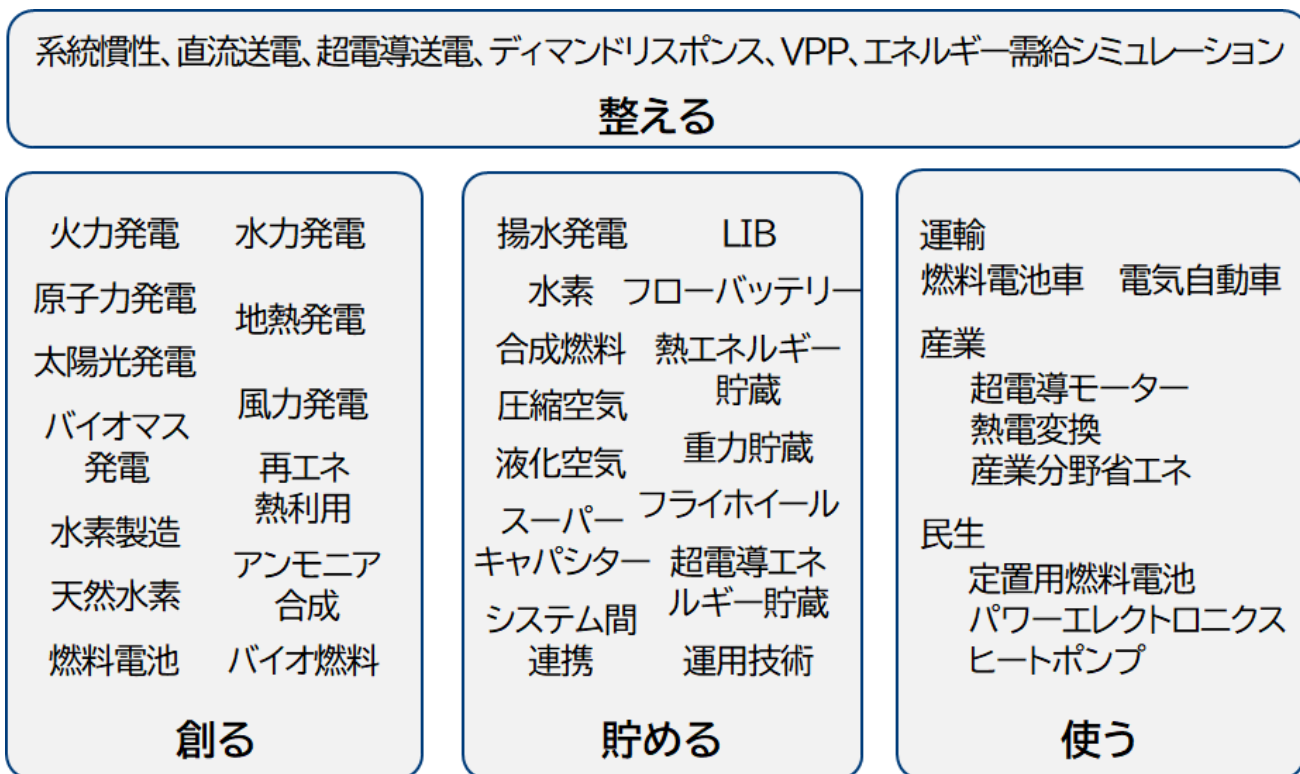 系統慣性、直流送電、超電導送電、ディマンドリスポンス、VPP、エネルギー需給シミュレーション
整える
火力発電
原子力発電
太陽光発電
バイオマス
発電
水素製造
天然水素
燃料電池
水力発電
地熱発電
風力発電
再エネ
熱利用
アンモニア
合成
バイオ燃料
創る
揚水発電
水素
合成燃料
圧縮空気
液化空気
スーパー
キャパシター
システム間
連携
LIB
フローバッテリー
熱エネルギー
貯蔵
重力貯蔵
フライホイール
超電導エネ
ルギー貯蔵
運用技術
貯める
運輸
燃料電池車 電気自動車
産業
超電導モーター
熱電変換
産業分野省エネ
民生
定置用燃料電池
パワーエレクトロニクス
ヒートポンプ
使う